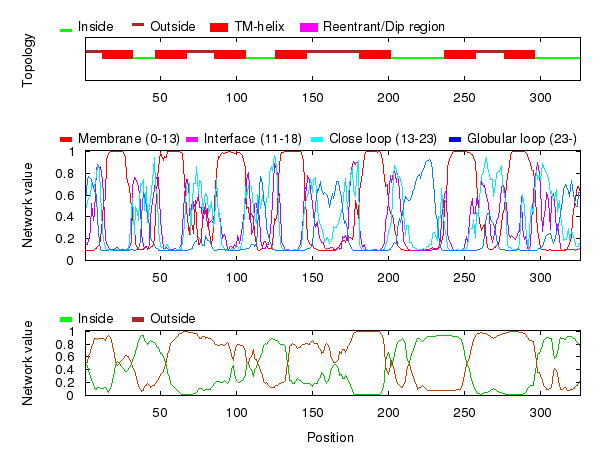 Inside Outside TM-helix Reentrant/Dip region
Topology
50 100 150 200 250 300
Membrane (0-13) Interface (11-18) Close loop (13-23) Globular loop (23-)
Network value
1
0.8
0.6
0.4
0.2
0
50 100 150 200 250 300
Inside Outside
Network value
1
0.8
0.6
0.4
0.2
0
50 100 150 200 250 300
Position